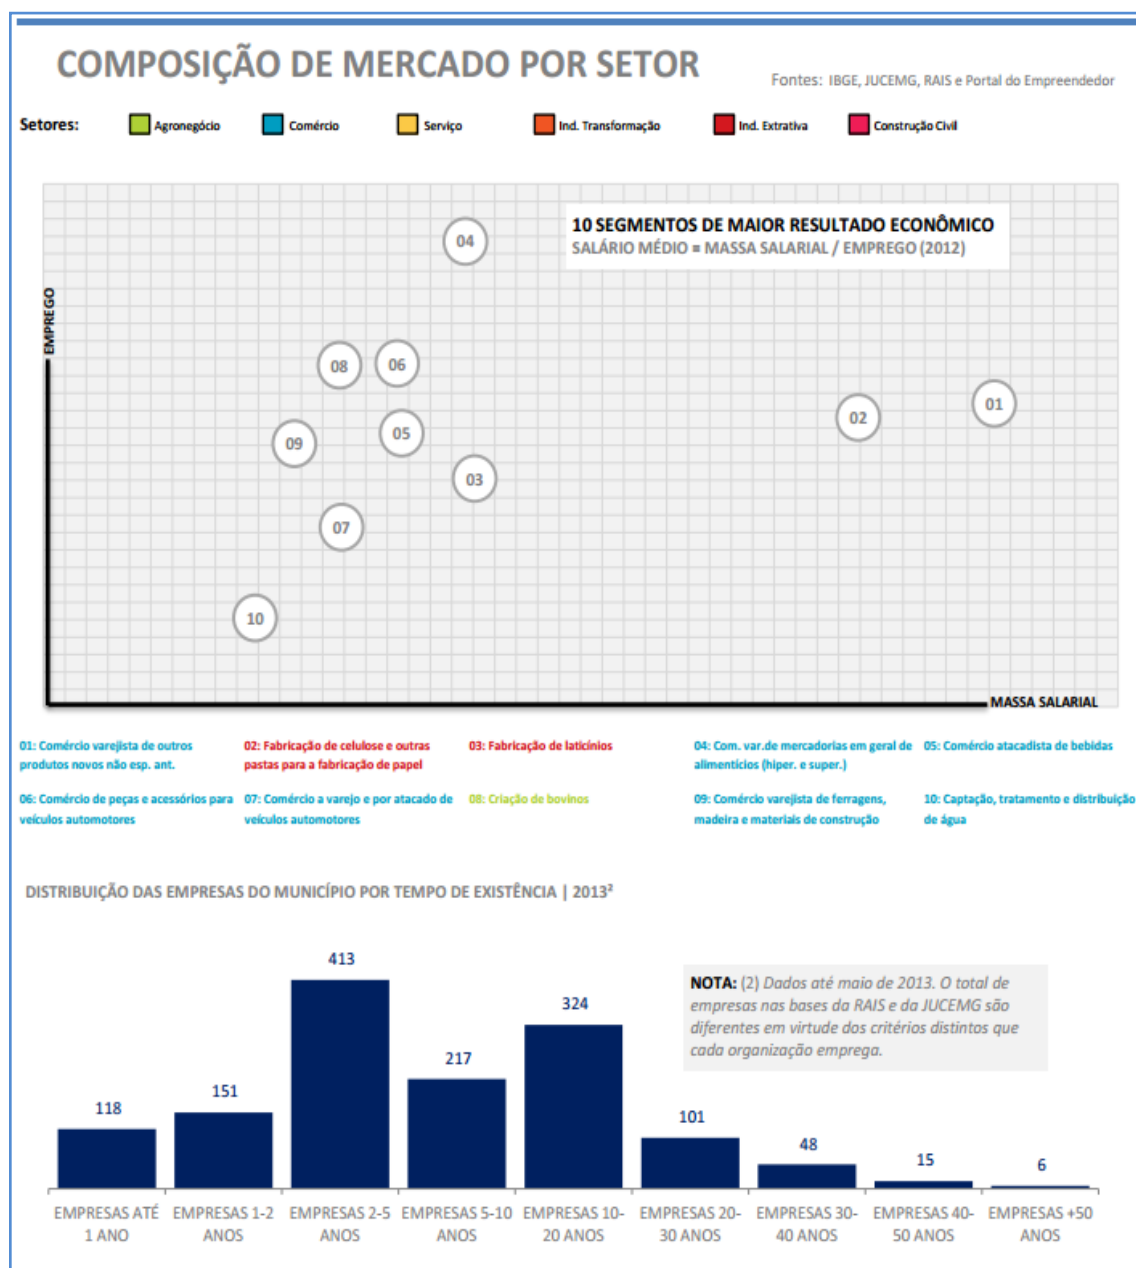 COMPOSIÇÃO DE MERCADO POR SETOR
Fontes: IBGE, JUCEMG, RAIS e Portal do Empreendedor
Setores: Agronegócio Comércio Serviço Ind. Transformação Ind. Extrativa Construção Civil
10 SEGMENTOS DE MAIOR RESULTADO ECONÔMICO
SALÁRIO MÉDIO = MASSA SALARIAL / EMPREGO (2012)
EMPREGO
04
08
06
01
02
05
09
03
07
10
MASSA SALARIAL
01: Comércio varejista de outros
produtos novos não esp. ant.
02: Fabricação de celulose e outras
pastas para a fabricação de papel
03: Fabricação de laticínios
04: Com. var.de mercadorias em geral de
alimentícios (hiper. e super.)
05: Comércio atacadista de bebidas
06: Comércio de peças e acessórios para
veículos automotores
07: Comércio a varejo e por atacado de
veículos automotores
08: Criação de bovinos
09: Comércio varejista de ferragens,
madeira e materiais de construção
10: Captação, tratamento e distribuição
de água
DISTRIBUIÇÃO DAS EMPRESAS DO MUNICÍPIO POR TEMPO DE EXISTÊNCIA | 2013²
NOTA: (2) Dados até maio de 2013. O total de
empresas nas bases da RAIS e da JUCEMG são
diferentes em virtude dos critérios distintos que
cada organização emprega.
118
151
413
217
324
101
48
15
6
EMPRESAS ATÉ
1 ANO
EMPRESAS 1-2
ANOS
EMPRESAS 2-5
ANOS
EMPRESAS 5-10
ANOS
EMPRESAS 10-
20 ANOS
EMPRESAS 20-
30 ANOS
EMPRESAS 30-
40 ANOS
EMPRESAS 40-
50 ANOS
EMPRESAS +50
ANOS